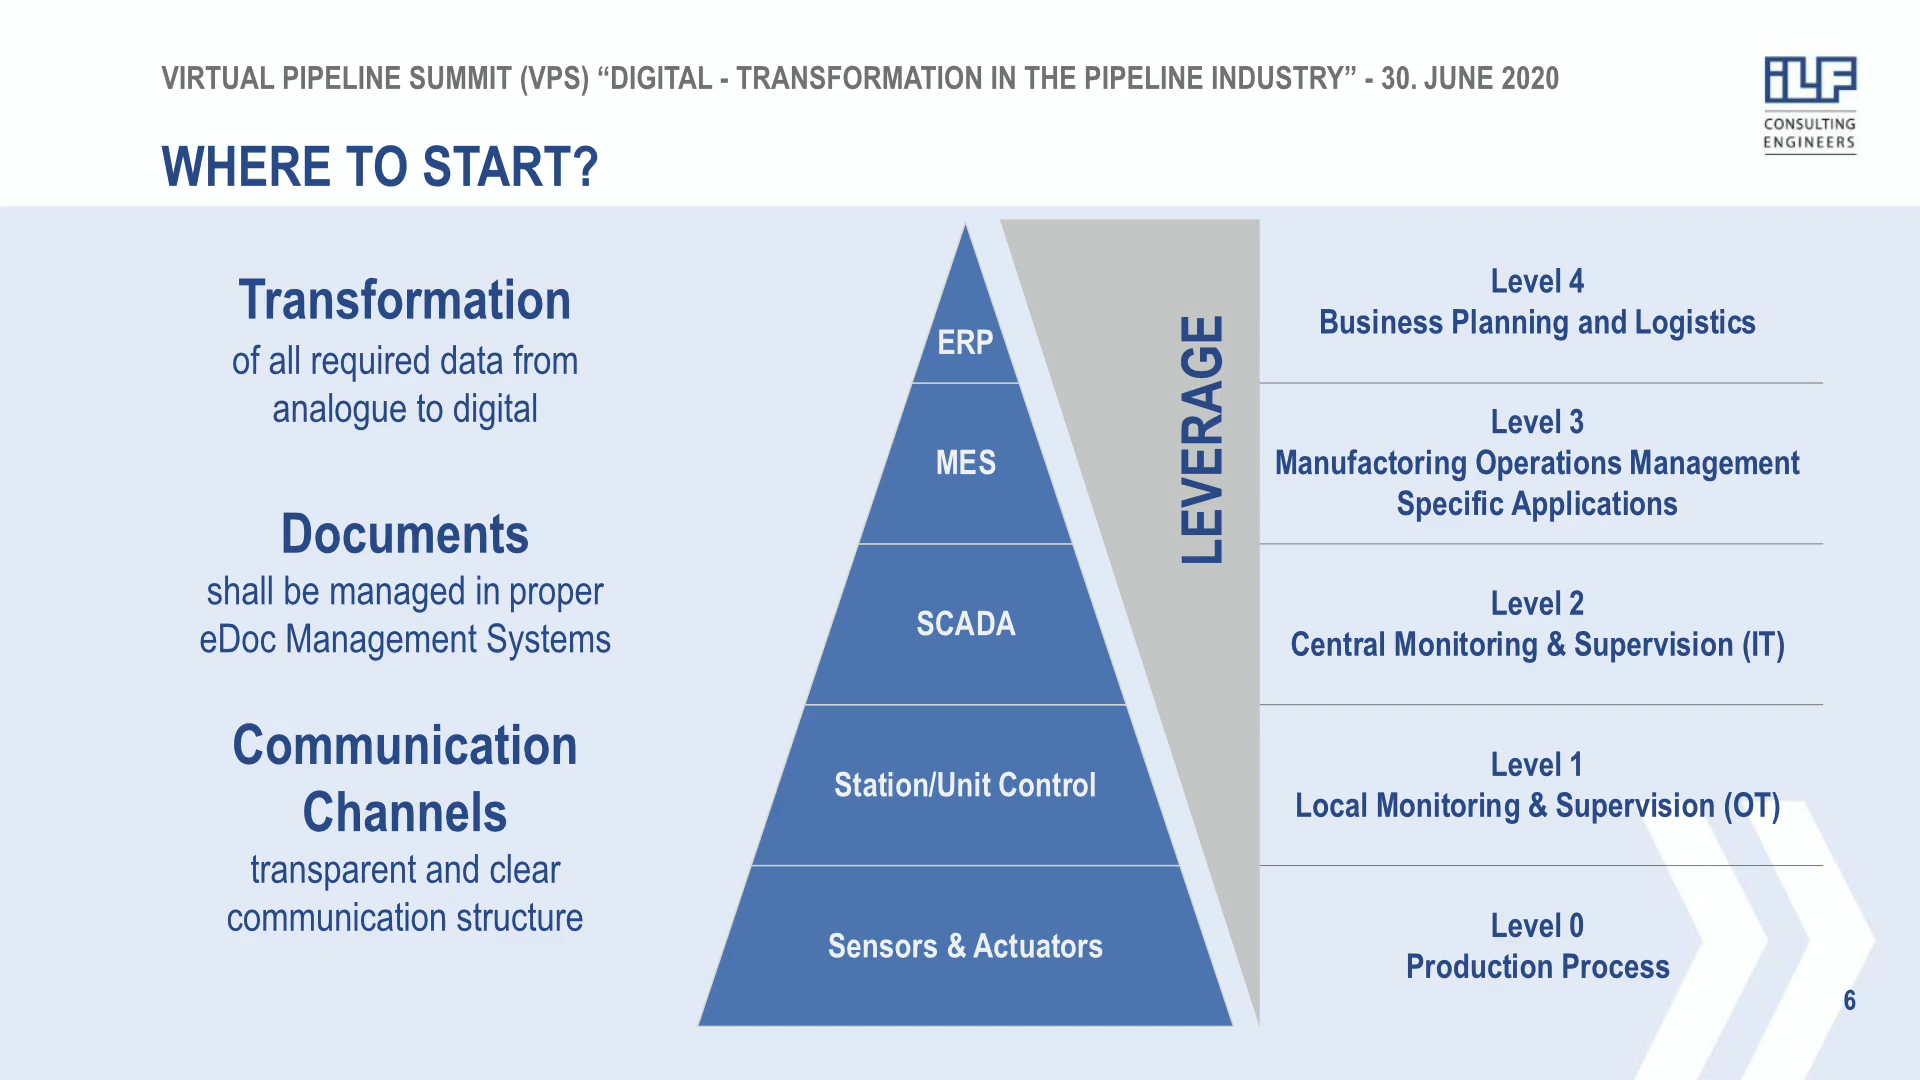 VIRTUAL PIPELINE SUMMIT (VPS) “DIGITAL - TRANSFORMATION IN THE PIPELINE INDUSTRY” - 30. JUNE 2020
iLF
CONSULTING
ENGINEERS
WHERE TO START?
Transformation
of all required data from
analogue to digital
Documents
shall be managed in proper
eDoc Management Systems
Communication
Channels
transparent and clear
communication structure
ERP
MES
SCADA
Station/Unit Control
Sensors & Actuators
LEVERAGE
Level 4
Business Planning and Logistics
Level 3
Manufactoring Operations Management
Specific Applications
Level 2
Central Monitoring & Supervision (IT)
Level 1
Local Monitoring & Supervision (OT)
Level 0
Production Process
6